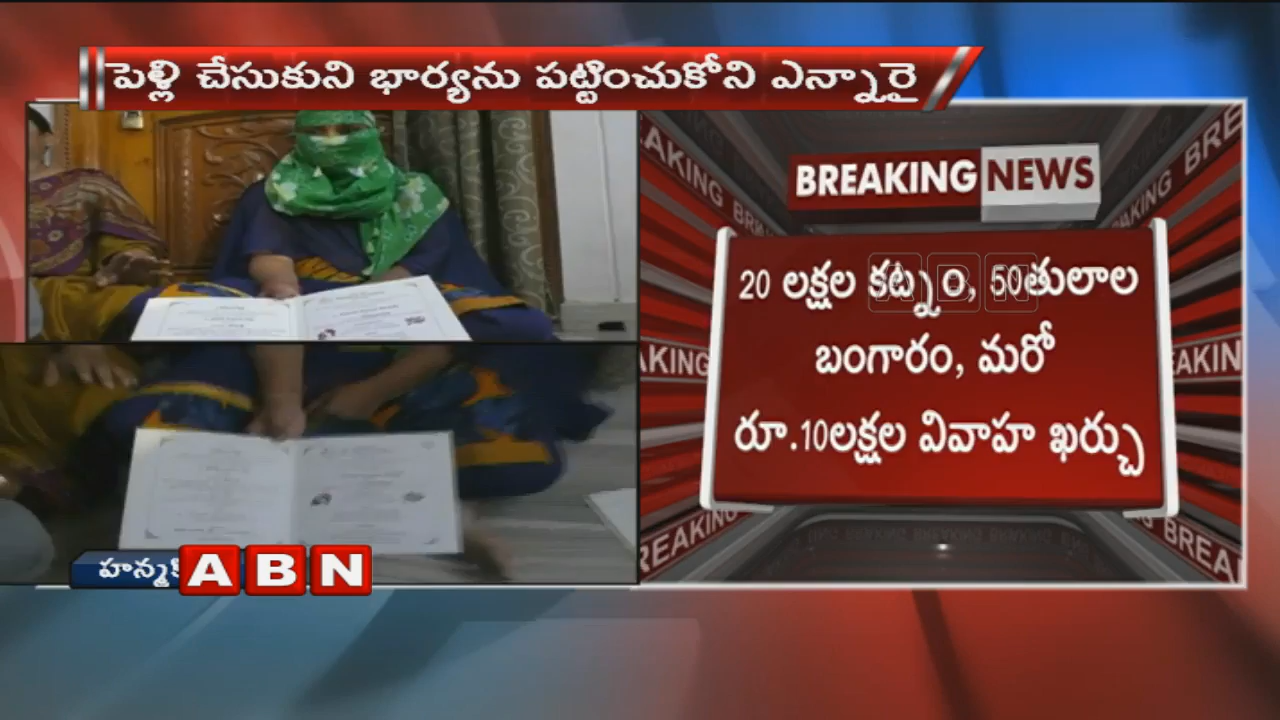 పెళ్లి చేసుకుని భార్యను పట్టించుకోని ఎన్నారై
BREAKING NEWS
20 లక్షల కట్నం, 50తులాల
బంగారం, మరో
రూ.10లక్షల వివాహ ఖర్చు
ABN